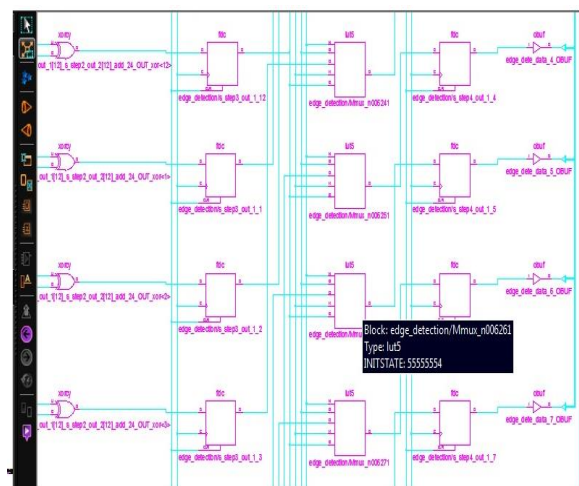 xorcy fdc lut5 fdc obuf
out_1[12]_s_step2_out_2[12]_add_24_OUT_xor<12> edge_detection/s_step3_out_1_12 edge_detection/Mmux_n006241 edge_detection/s_step4_out_1_4 edge_dete_data_4_OBUF
xorcy fdc lut5 fdc obuf
out_1[12]_s_step2_out_2[12]_add_24_OUT_xor<1> edge_detection/s_step3_out_1_1 edge_detection/Mmux_n006251 edge_detection/s_step4_out_1_5 edge_dete_data_5_OBUF
xorcy fdc lut5 fdc obuf
out_1[12]_s_step2_out_2[12]_add_24_OUT_xor<2> edge_detection/s_step3_out_1_2 edge_dete_data_6_OBUF
Block: edge_detection/Mmux_n006261
Type: lut5
INITSTATE: 55555554
xorcy fdc lut5 fdc obuf
out_1[12]_s_step2_out_2[12]_add_24_OUT_xor<3> edge_detection/s_step3_out_1_3 edge_detection/Mmux_n006271 edge_detection/s_step4_out_1_7 edge_dete_data_7_OBUF